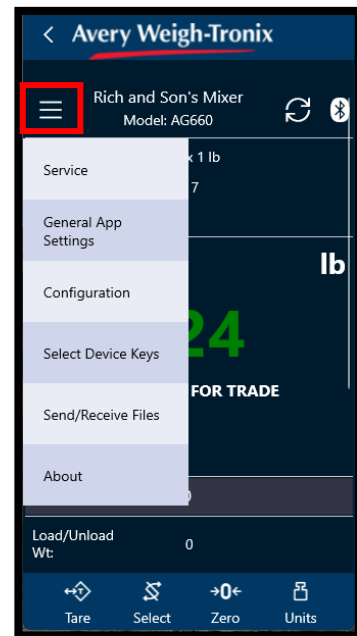 Avery Weigh-Tronix
Rich and Son's Mixer
Model: AG660
x 1 lb
7
Service
General App
Settings
lb
Configuration
24
Select Device Keys
FOR TRADE
Send/Receive Files
About
Load/Unload
Wt:
0
Tare
Select
→0←
Zero
Units